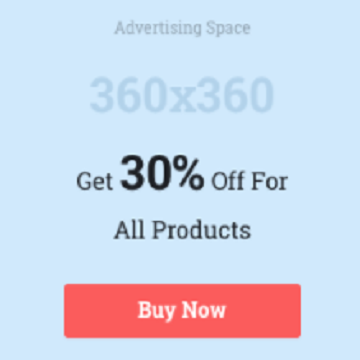 Advertising Space
360x360
Get 30% Off For
All Products
Buy Now